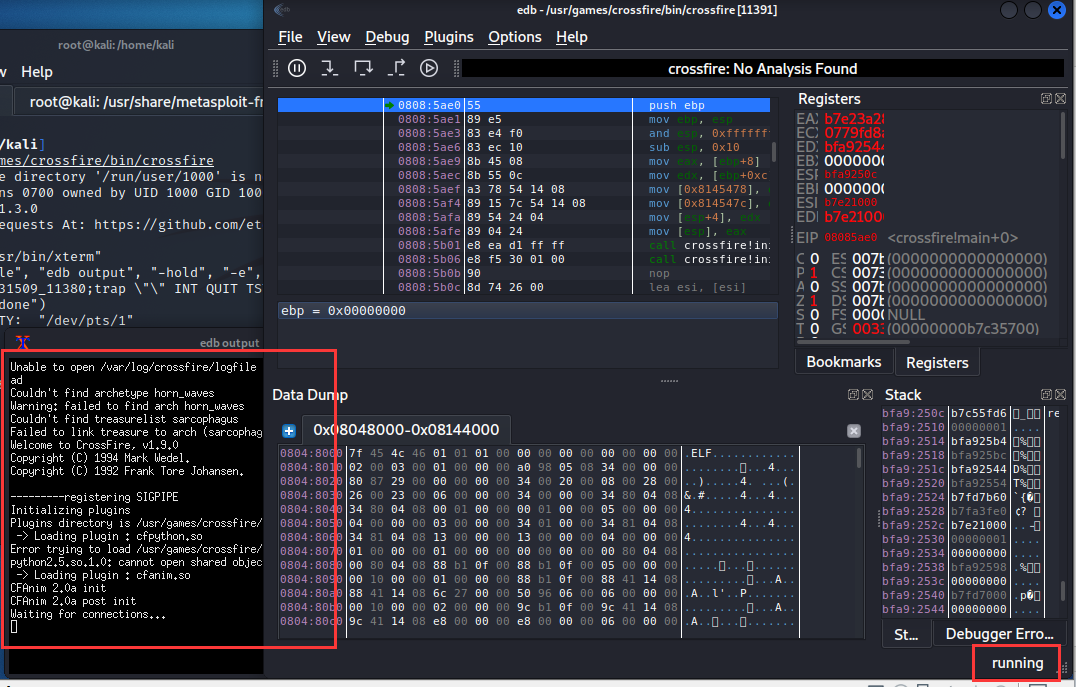 edb - /usr/games/crossfire/bin/crossfire [11391]
root@kali: /home/kali
File View Debug Plugins Options Help
w Help
crossfire: No Analysis Found
root@kali: /usr/share/metasploit-fr
/kali]
mes/crossfire/bin/crossfire
e directory '/run/user/1000' is n
ns 0700 owned by UID 1000 GID 100
1.3.0
equests At: https://github.com/et
sr/bin/xterm"
le", "edb output", "-hold", "-e",
31509_11380;trap \"\" INT QUIT TS
done")
TY: "/dev/pts/1"
0808:5ae0 55 push ebp
0808:5ae1 89 e5 mov ebp, esp
0808:5ae3 83 e4 f0 and esp, 0xfffffff
0808:5ae6 83 ec 10 sub esp, 0x10
0808:5ae9 8b 45 08 mov eax, [ebp+8]
0808:5aec 8b 55 0c mov edx, [ebp+0xc
0808:5aef a3 78 54 14 08 mov [0x8145478],
0808:5af4 89 15 7c 54 14 08 mov [0x814547c],
0808:5afa 89 54 24 04 mov [esp+4], edx
0808:5afe 89 04 24 mov [esp], eax
0808:5b01 e8 ea d1 ff ff call crossfire!in
0808:5b06 e8 f5 30 01 00 call crossfire!in
0808:5b0b 90 nop
0808:5b0c 8d 74 26 00 lea esi, [esi]
ebp = 0x00000000
Registers
EAX b7e23a28
ECX 0779fd8a
EDX bfa92544
EBX 0000000
ESP bfa9250c
EBP 0000000
ESI b7e21000
EDI b7e21000
EIP 08085ae0 <crossfire!main+0>
C 0 ES 007b (0000000000000000)
P 1 CS 0073 (0000000000000000)
A 0 SS 007b (0000000000000000)
Z 1 DS 007b (0000000000000000)
S 0 FS 0000 NULL
T 0 GS 0033 (00000000b7c35700)
Bookmarks Registers
edb output
Unable to open /var/log/crossfire/logfile
ad
Couldn't find archetype horn_waves
Warning: failed to find arch horn_waves
Couldn't find treasurelist sarcophagus
Failed to link treasure to arch (sarcophag
Welcome to CrossFire, v1.9.0
Copyright (C) 1994 Mark Wedel.
Copyright (C) 1992 Frank Tore Johansen.
---------registering SIGPIPE
Initializing plugins
Plugins directory is /usr/games/crossfire/
-> Loading plugin : cfpython.so
Error trying to load /usr/games/crossfire/
python2.5.so.1.0: cannot open shared objec
-> Loading plugin : cfanim.so
CFAnim 2.0a init
CFAnim 2.0a post init
Waiting for connections...
Data Dump
0x08048000-0x08144000
0804:8000 7f 45 4c 46 01 01 01 00 00 00 00 00 00 00 00 00 .ELF............
0804:8010 02 00 03 00 01 00 00 00 a0 98 05 08 34 00 00 00
0804:8020 80 87 29 00 00 00 00 00 34 00 20 00 08 00 28 00
0804:8030 26 00 23 00 06 00 00 00 34 00 00 00 34 80 04 08
0804:8040 34 80 04 08 00 01 00 00 00 01 00 00 05 00 00 00
0804:8050 04 00 00 00 03 00 00 00 34 01 00 00 34 81 04 08
0804:8060 34 81 04 08 13 00 00 00 13 00 00 00 04 00 00 00
0804:8070 01 00 00 00 01 00 00 00 00 00 00 00 00 80 04 08
0804:8080 00 80 04 08 88 b1 0f 00 88 b1 0f 00 05 00 00 00
0804:8090 00 10 00 00 01 00 00 00 88 b1 0f 00 88 41 14 08
0804:80a0 88 41 14 08 6c 27 00 00 50 96 06 00 06 00 00 00
0804:80b0 00 10 00 00 02 00 00 00 9c b1 0f 00 9c 41 14 08
0804:80c0 9c 41 14 08 e8 00 00 00 e8 00 00 00 06 00 00 00
Stack
bfa9:250c b7c55fd6 re
bfa9:2510 00000001
bfa9:2514 bfa925b4
bfa9:2518 bfa925bc
bfa9:251c bfa92544
bfa9:2520 bfa92554
bfa9:2524 b7fd7b60
bfa9:2528 b7fa3fe0
bfa9:252c b7e21000
bfa9:2530 00000001
bfa9:2534 00000000
bfa9:2538 bfa92598
bfa9:253c 00000000
bfa9:2540 b7fd7000
bfa9:2544 00000000
St... Debugger Erro...
running